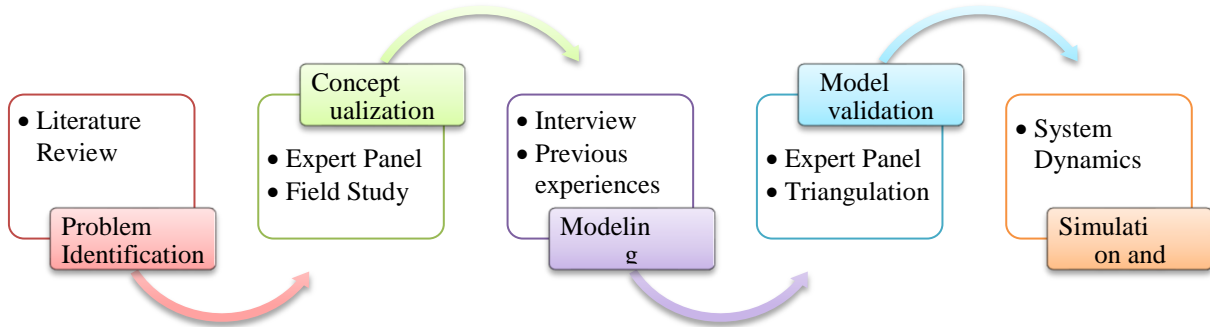 • Literature
Review
Problem
Identification
Concept
ualization
• Expert Panel
• Field Study
• Interview
• Previous
experiences
Modelin
g
Model
validation
• Expert Panel
• Triangulation
• System
Dynamics
Simulati
on and